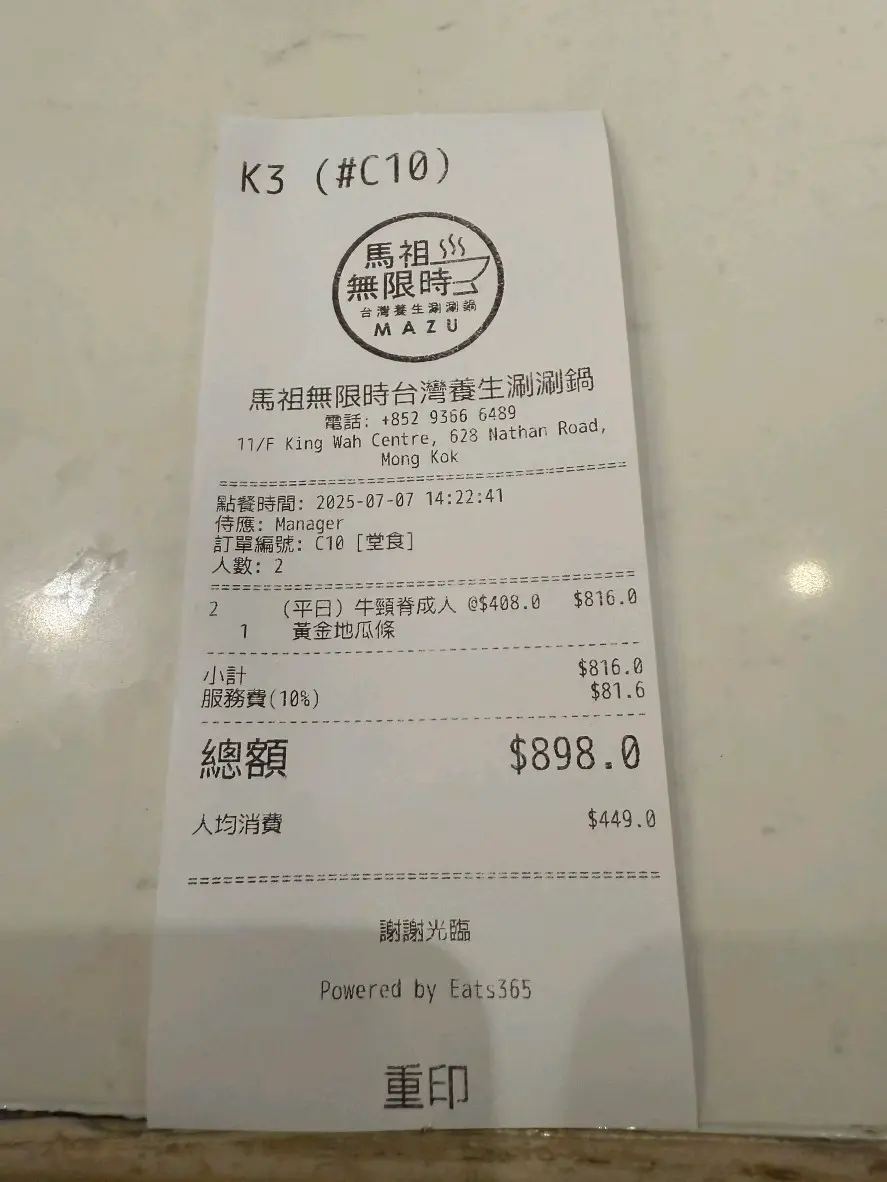 K3 (#C10)
馬祖
無限時
台灣養生涮涮鍋
MAZU
馬祖無限時台灣養生涮涮鍋
電話: +852 9366 6489
11/F King Wah Centre, 628 Nathan Road,
Mong Kok
點餐時間: 2025-07-07 14:22:41
侍應: Manager
訂單編號: C10 [堂食]
人數: 2
2 (平日) 牛頸脊成人 @$408.0 $816.0
1 黃金地瓜條
小計 $816.0
服務費(10%) $81.6
總額 $898.0
人均消費 $449.0
謝謝光臨
Powered by Eats365
重印